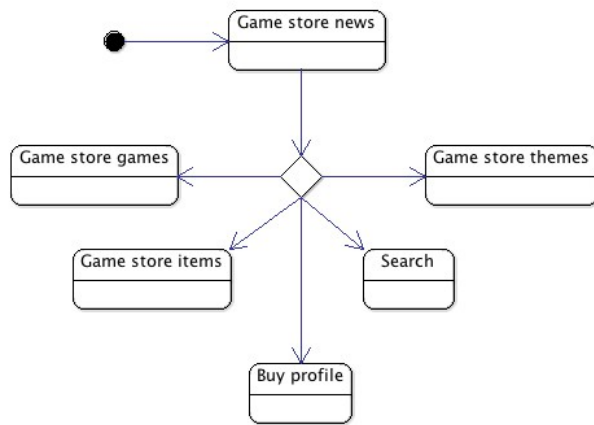 Game store news
Game store games
Game store themes
Game store items
Search
Buy profile